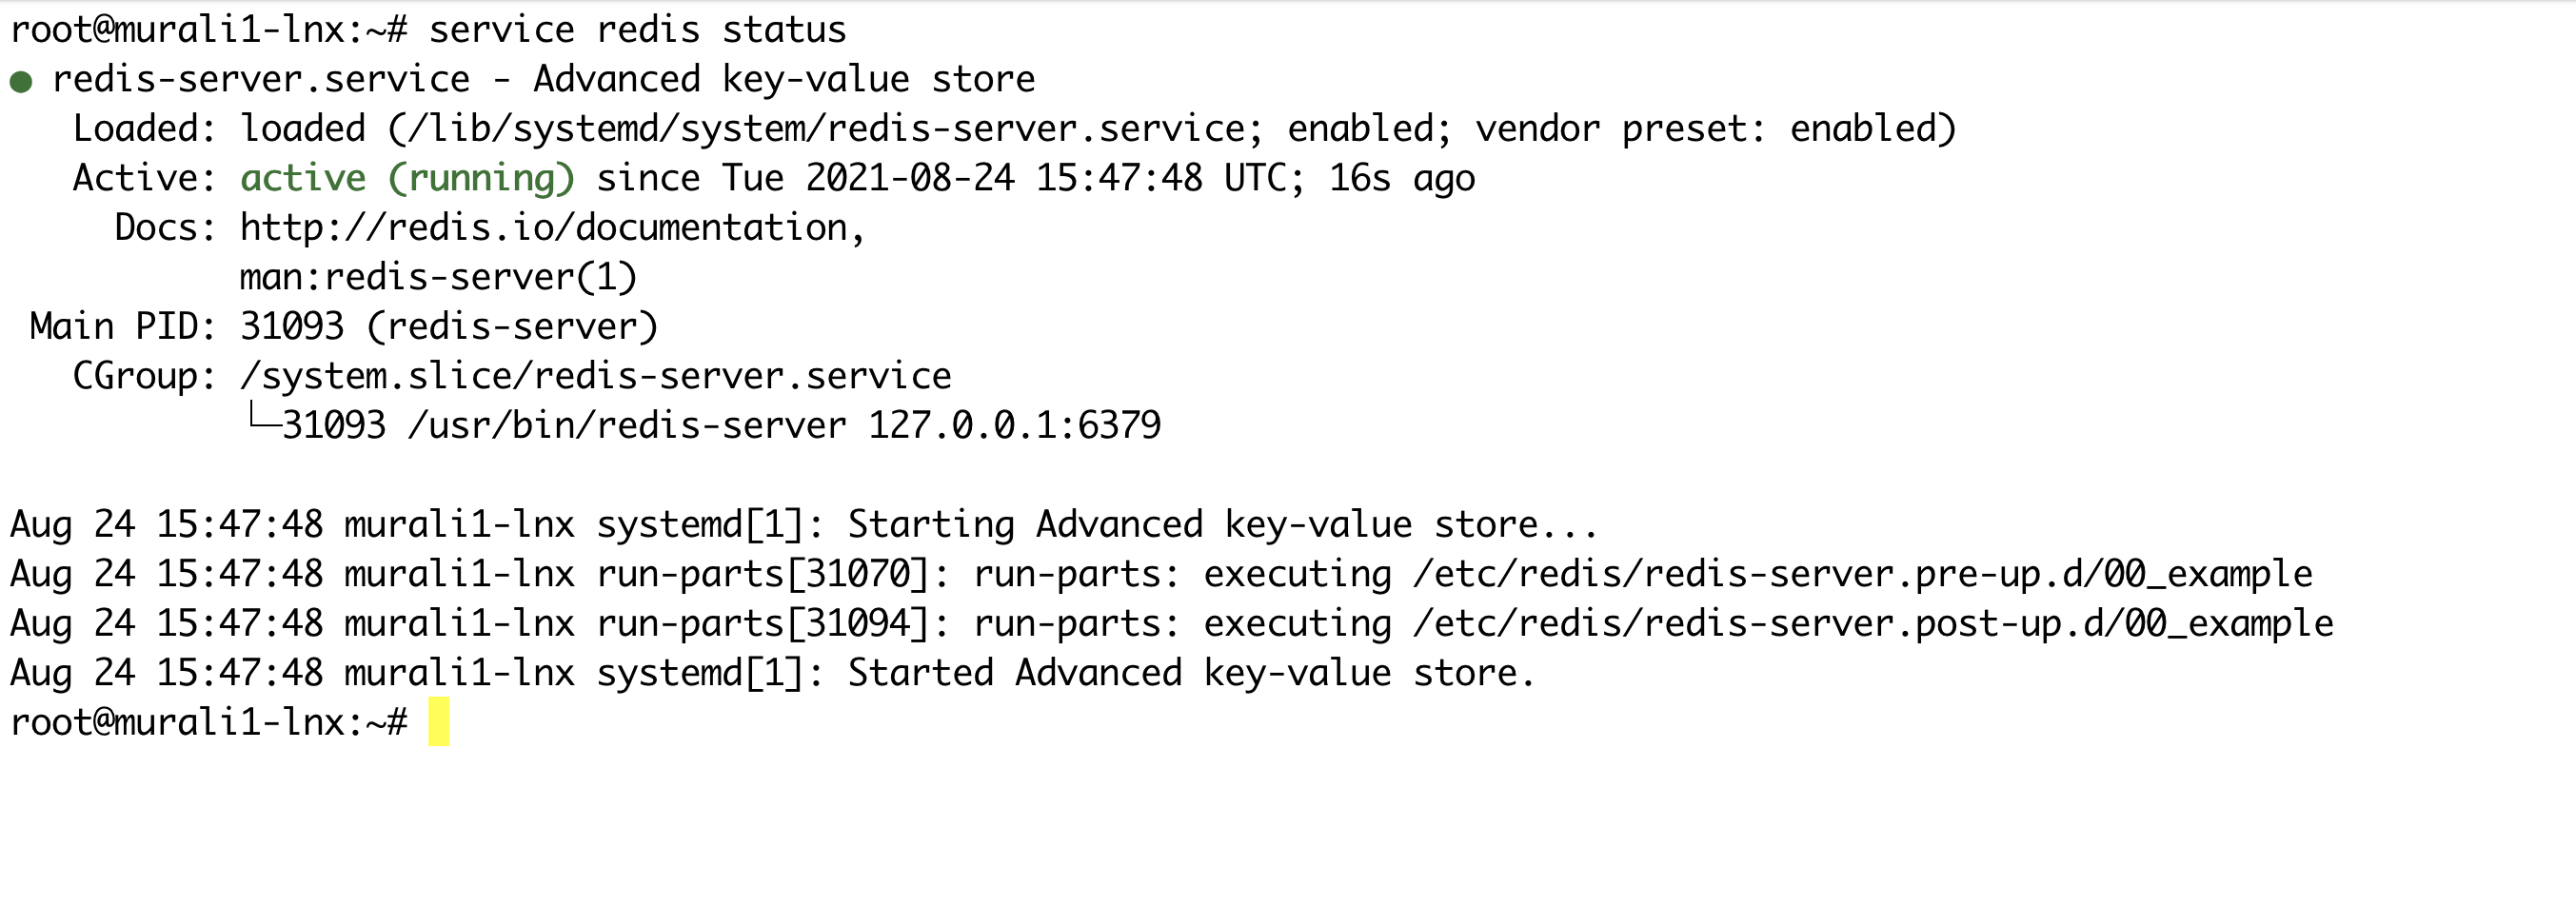 root@murali1-lnx:~# service redis status
● redis-server.service - Advanced key-value store
   Loaded: loaded (/lib/systemd/system/redis-server.service; enabled; vendor preset: enabled)
   Active: active (running) since Tue 2021-08-24 15:47:48 UTC; 16s ago
     Docs: http://redis.io/documentation,
           man:redis-server(1)
 Main PID: 31093 (redis-server)
   CGroup: /system.slice/redis-server.service
           └─31093 /usr/bin/redis-server 127.0.0.1:6379

Aug 24 15:47:48 murali1-lnx systemd[1]: Starting Advanced key-value store...
Aug 24 15:47:48 murali1-lnx run-parts[31070]: run-parts: executing /etc/redis/redis-server.pre-up.d/00_example
Aug 24 15:47:48 murali1-lnx run-parts[31094]: run-parts: executing /etc/redis/redis-server.post-up.d/00_example
Aug 24 15:47:48 murali1-lnx systemd[1]: Started Advanced key-value store.
root@murali1-lnx:~#